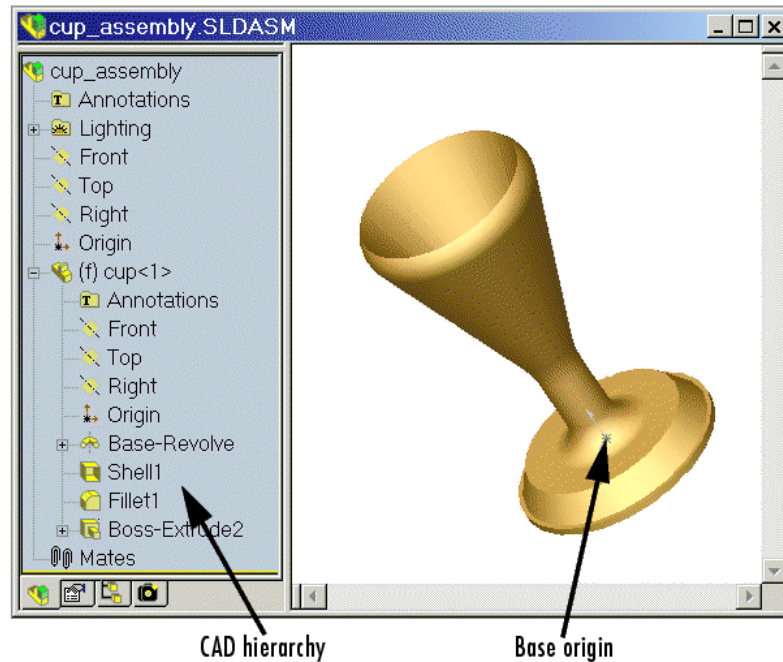 cup_assembly.SLDASM
cup_assembly
Annotations
Lighting
Front
Top
Right
Origin
(f) cup<1>
Annotations
Front
Top
Right
Origin
Base-Revolve
Shell1
Fillet1
Boss-Extrude2
Mates
CAD hierarchy
Base origin